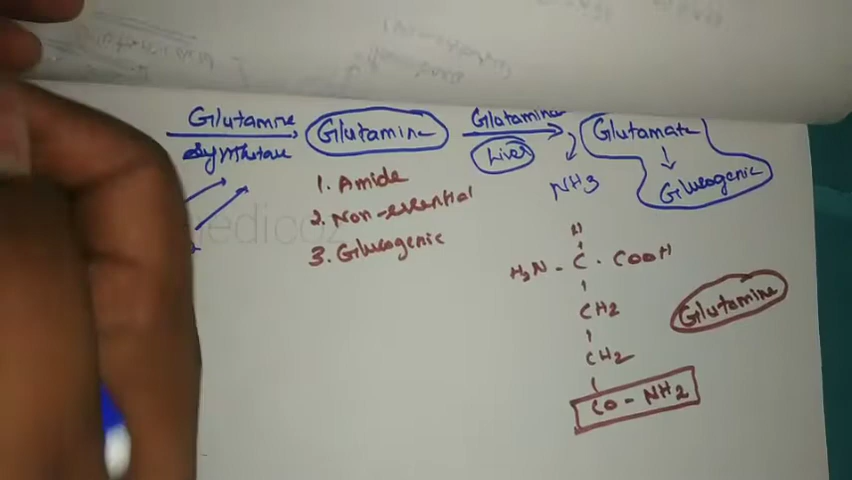 Glutamine
Synthetase
Glutamine
Glutamine
Liver
NH3
Glutamate
Glucogenic
1. Amide
2. Non-essential
3. Glucogenic
H
H2N - C - COOH
CH2
CH2
CO - NH2
Glutamine